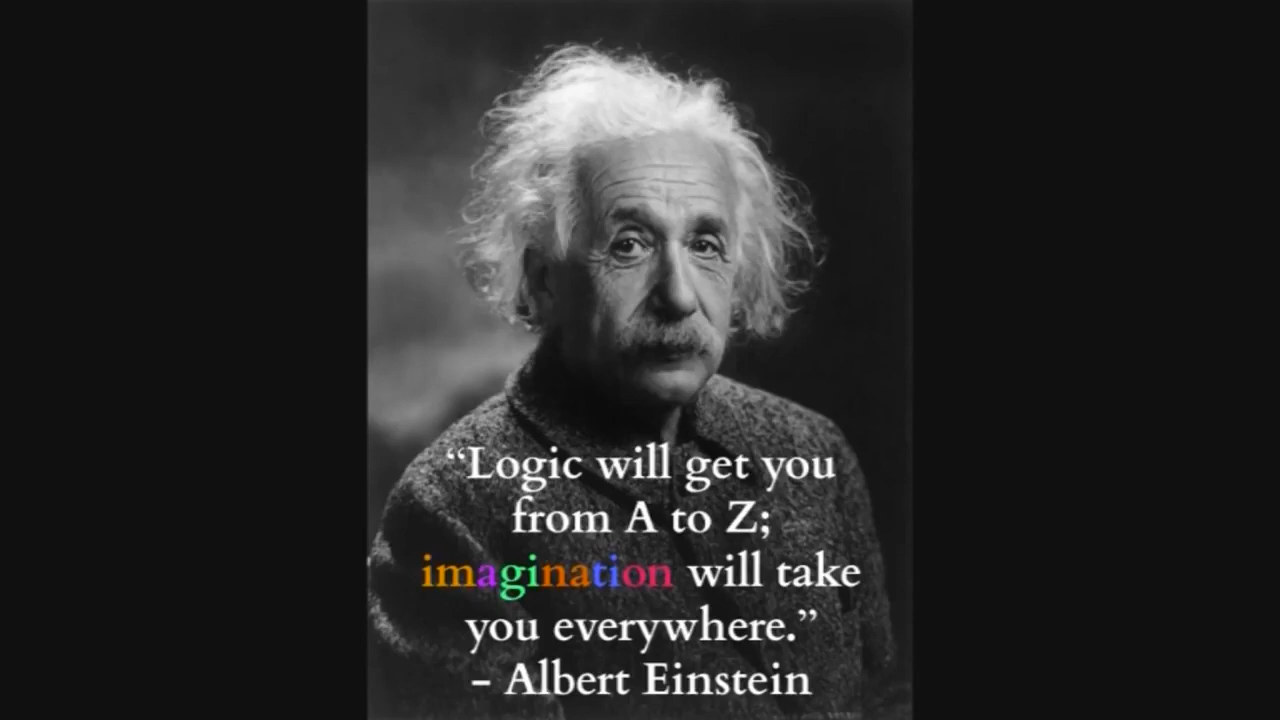 “Logic will get you
from A to Z;
imagination will take
you everywhere.”
– Albert Einstein